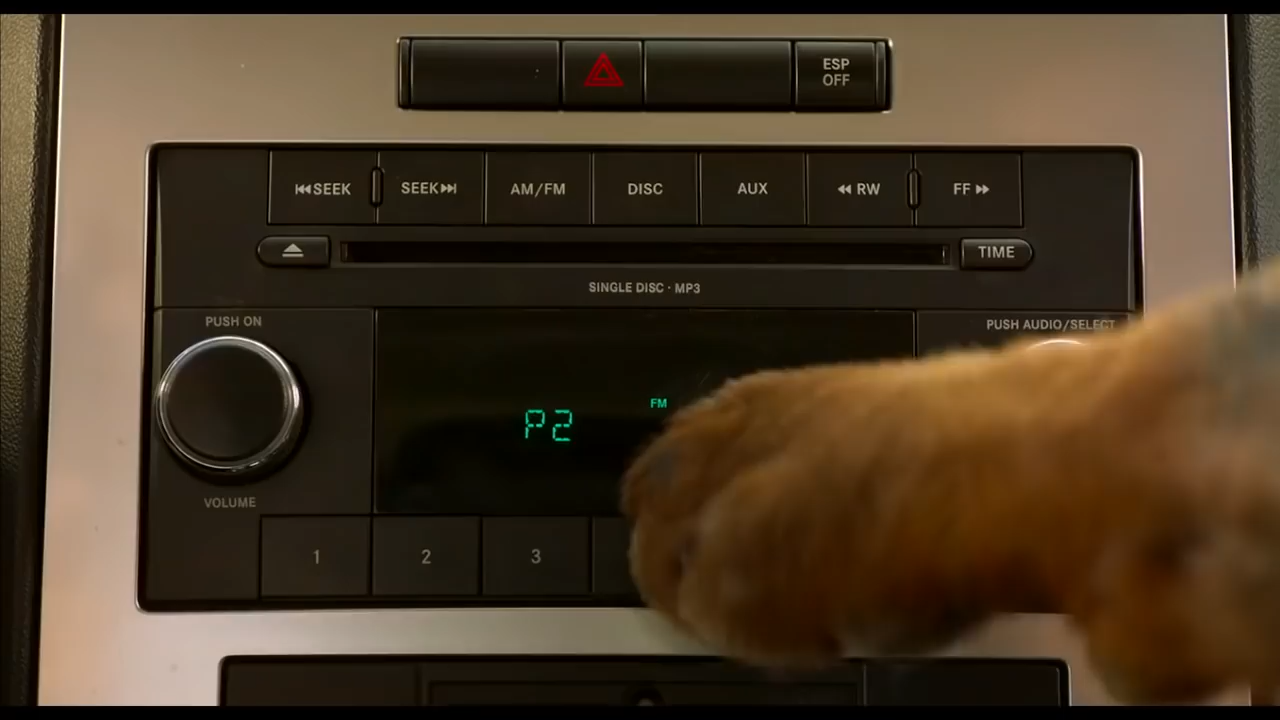 ESP
OFF
SEEK
SEEK
AM/FM
DISC
AUX
RW
FF
TIME
SINGLE DISC · MP3
PUSH ON
PUSH AUDIO/SELECT
FM
P2
VOLUME
1
2
3